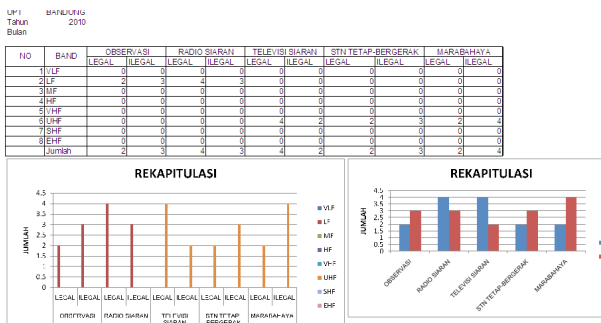 UPT BANDUNG
Tahun 2010
Bulan
NO BAND OBSERVASI RADIO SIARAN TELEVISI SIARAN STN TETAP-BERGERAK MARABAHAYA
LEGAL ILEGAL LEGAL ILEGAL LEGAL ILEGAL LEGAL ILEGAL LEGAL ILEGAL
1 VLF 0 0 0 0 0 0 0 0 0 0
2 LF 2 3 4 3 0 0 0 0 0 0
3 MF 0 0 0 0 0 0 0 0 0 0
4 HF 0 0 0 0 0 0 0 0 0 0
5 VHF 0 0 0 0 0 0 0 0 0 0
6 UHF 0 0 0 0 4 2 2 3 2 4
7 SHF 0 0 0 0 0 0 0 0 0 0
8 EHF 0 0 0 0 0 0 0 0 0 0
Jumlah 2 3 4 3 4 2 2 3 2 4
REKAPITULASI
JUMLAH
4.5
4
3.5
3
2.5
2
1.5
1
0.5
0
LEGAL ILEGAL LEGAL ILEGAL LEGAL ILEGAL LEGAL ILEGAL LEGAL ILEGAL
OBSERVASI RADIO SIARAN TELEVISI SIARAN STN TETAP BERGERAK MARABAHAYA
VLF
LF
MF
HF
VHF
UHF
SHF
EHF
REKAPITULASI
JUMLAH
4.5
4
3.5
3
2.5
2
1.5
1
0.5
0
OBSERVASI
RADIO SIARAN
TELEVISI SIARAN
STN TETAP-BERGERAK
MARABAHAYA